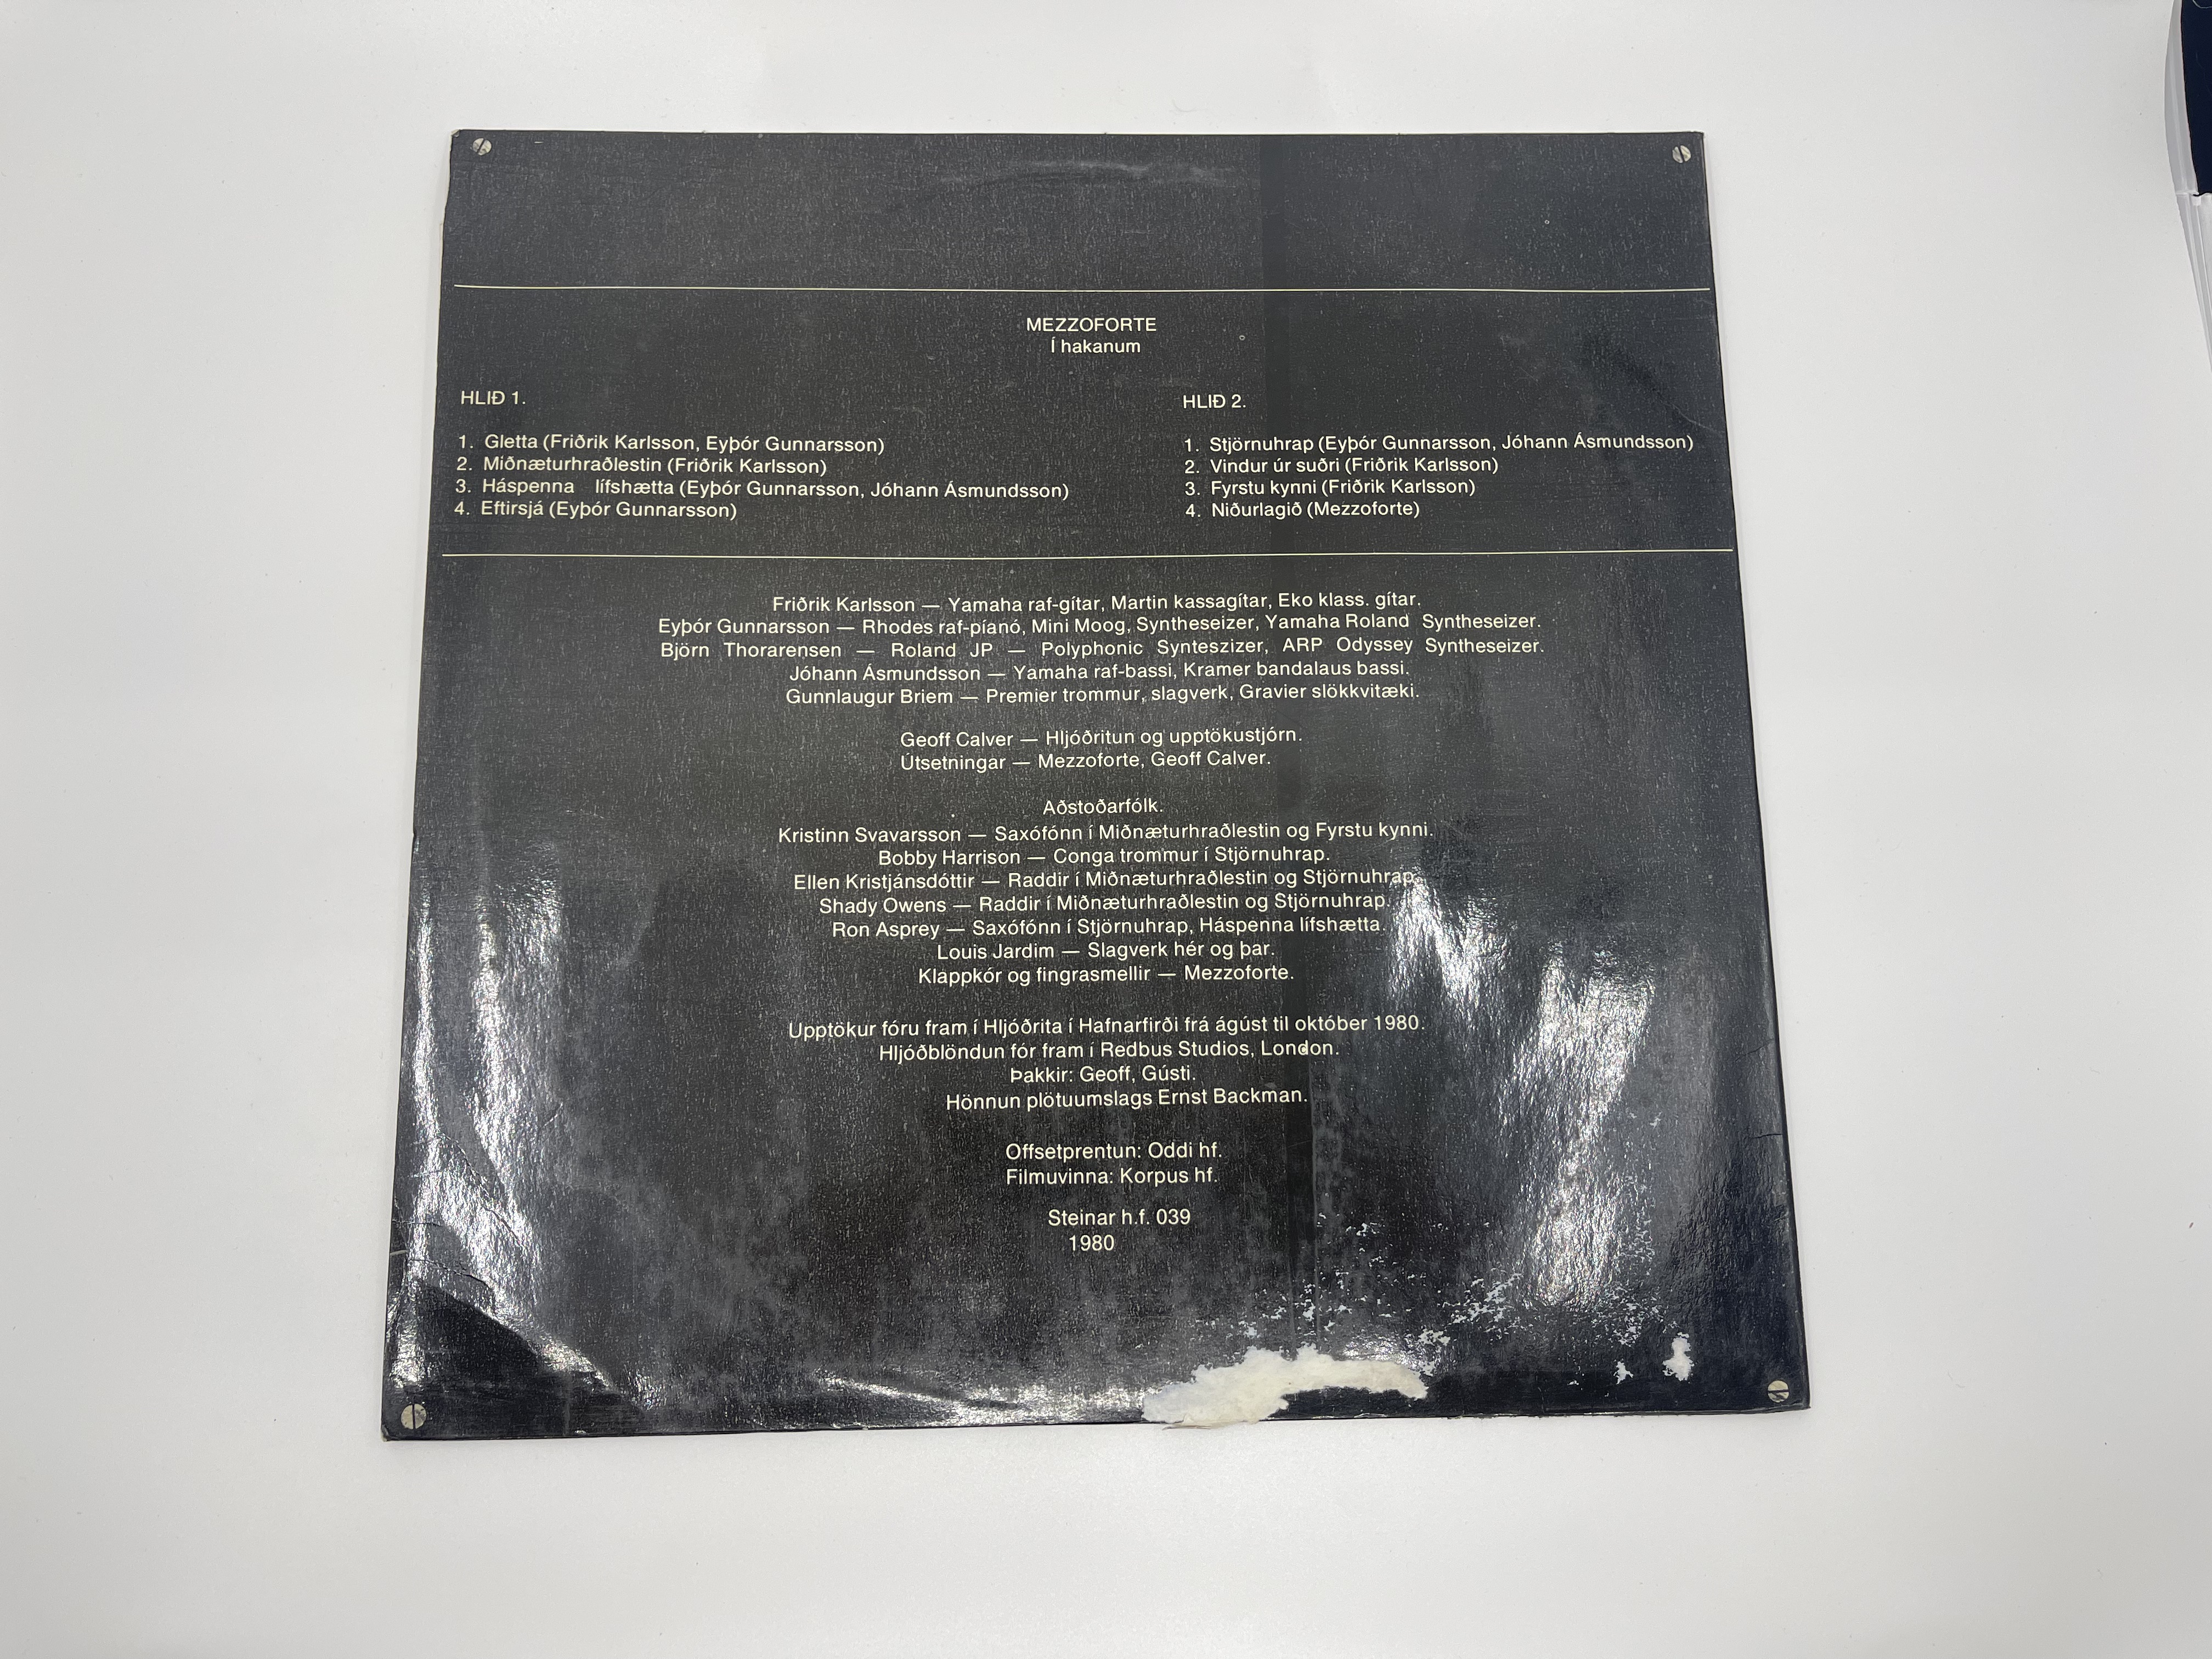 MEZZOFORTE
Í hakanum
HLIÐ 1.
1. Gletta (Friðrik Karlsson, Eyþór Gunnarsson)
2. Miðnæturhraðlestin (Friðrik Karlsson)
3. Háspenna lífshætta (Eyþór Gunnarsson, Jóhann Ásmundsson)
4. Eftirsjá (Eyþór Gunnarsson)
HLIÐ 2.
1. Stjörnuhrap (Eyþór Gunnarsson, Jóhann Ásmundsson)
2. Vindur úr suðri (Friðrik Karlsson)
3. Fyrstu kynni (Friðrik Karlsson)
4. Niðurlagið (Mezzoforte)
Friðrik Karlsson — Yamaha raf-gítar, Martin kassagítar, Eko klass. gítar.
Eyþór Gunnarsson — Rhodes raf-píanó, Mini Moog, Syntheseizer, Yamaha Roland Syntheseizer.
Björn Thorarensen — Roland JP — Polyphonic Synteszizer, ARP Odyssey Syntheseizer.
Jóhann Ásmundsson — Yamaha raf-bassi, Kramer bandalaus bassi.
Gunnlaugur Briem — Premier trommur, slagverk, Gravier slökkvitæki.
Geoff Calver — Hljóðritun og upptökustjórn.
Útsetningar — Mezzoforte, Geoff Calver.
Aðstoðarfólk.
Kristinn Svavarsson — Saxófónn í Miðnæturhraðlestin og Fyrstu kynni.
Bobby Harrison — Conga trommur í Stjörnuhrap.
Ellen Kristjánsdóttir — Raddir í Miðnæturhraðlestin og Stjörnuhrap.
Shady Owens — Raddir í Miðnæturhraðlestin og Stjörnuhrap.
Ron Asprey — Saxófónn í Stjörnuhrap, Háspenna lífshætta.
Louis Jardim — Slagverk hér og þar.
Klappkór og fingrasmellir — Mezzoforte.
Upptökur fóru fram í Hljóðrita í Hafnarfirði frá ágúst til október 1980.
Hljóðblöndun fór fram í Redbus Studios, London.
Þakkir: Geoff, Gústi.
Hönnun plötuumslags Ernst Backman.
Offsetprentun: Oddi hf.
Filmuvinna: Korpus hf.
Steinar h.f. 039
1980